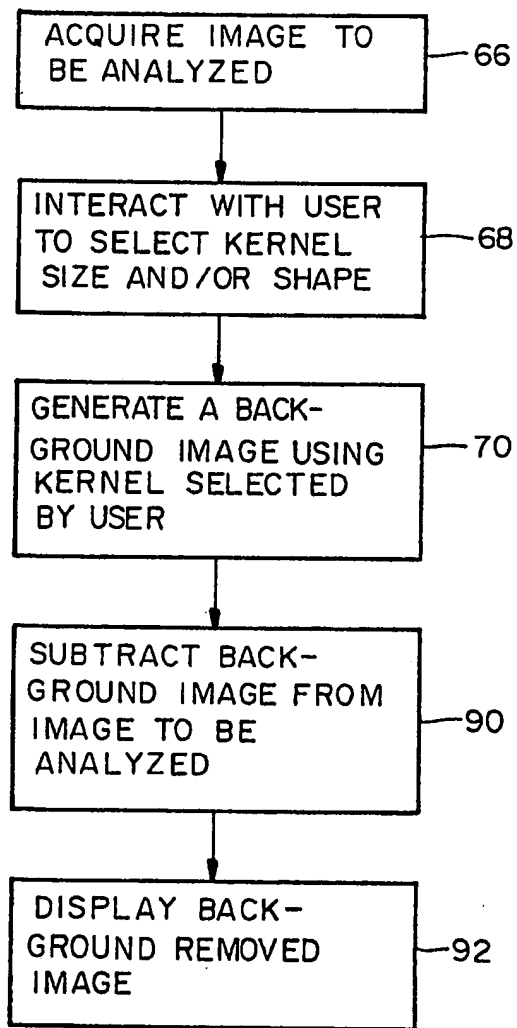 ACQUIRE IMAGE TO
BE ANALYZED
66
INTERACT WITH USER
TO SELECT KERNEL
SIZE AND/OR SHAPE
68
GENERATE A BACK-
GROUND IMAGE USING
KERNEL SELECTED
BY USER
70
SUBTRACT BACK-
GROUND IMAGE FROM
IMAGE TO BE
ANALYZED
90
DISPLAY BACK-
GROUND REMOVED
IMAGE
92